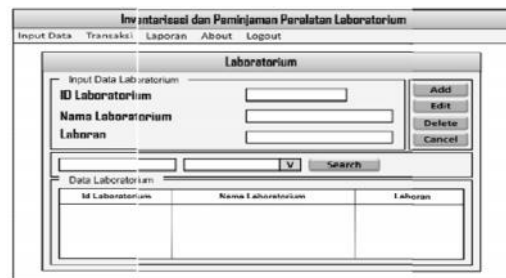 Inventarisasi dan Peminjaman Peralatan Laboratorium
Input Data Transaksi Laporan About Logout
Laboratorium
Input Data Laboratorium
ID Laboratorium
Nama Laboratorium
Laboran
Add
Edit
Delete
Cancel
V Search
Data Laboratorium
Id Laboratorium Nama Laboratorium Laboran